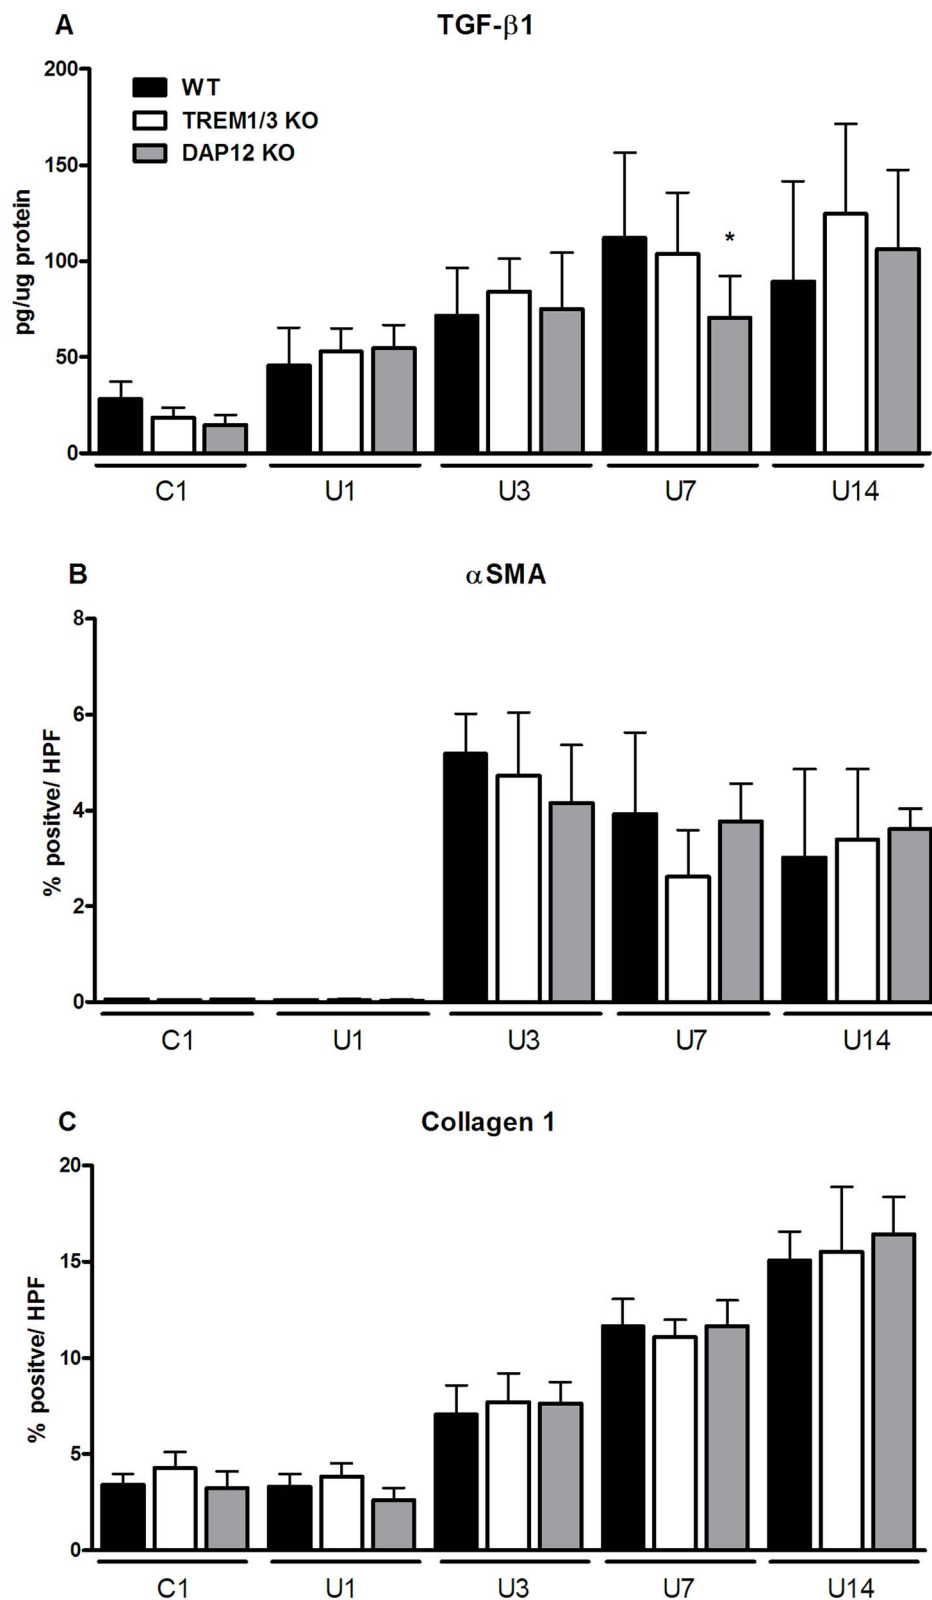 A TGF-β1
200
WT
TREM1/3 KO
150
DAP12 KO
pg/ug protein
100
*
50
0
C1 U1 U3 U7 U14
B αSMA
8
6
% positve/ HPF
4
2
0
C1 U1 U3 U7 U14
C Collagen 1
20
15
% positve/ HPF
10
5
0
C1 U1 U3 U7 U14